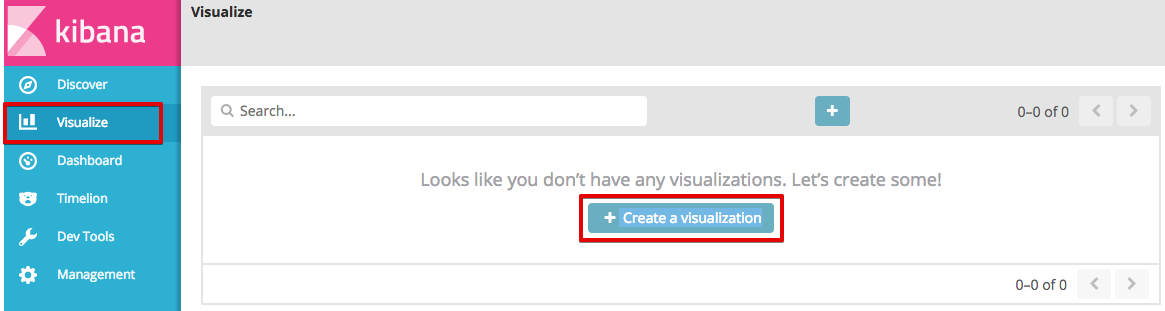 kibana
Discover
Visualize
Dashboard
Timelion
Dev Tools
Management
Visualize
Search...
+
0–0 of 0
Looks like you don’t have any visualizations. Let’s create some!
+ Create a visualization
0–0 of 0